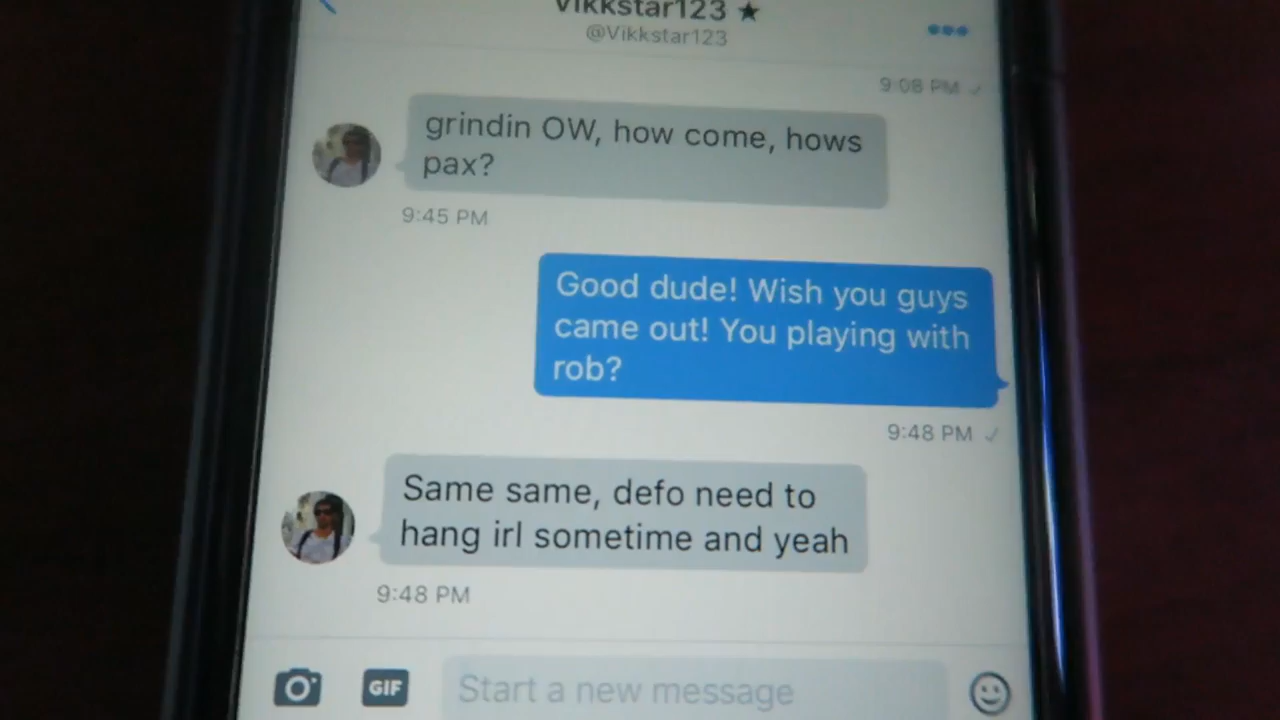 Vikkstar123 ★
@Vikkstar123
9:08 PM ✓
grindin OW, how come, hows
pax?
9:45 PM
Good dude! Wish you guys
came out! You playing with
rob?
9:48 PM ✓
Same same, defo need to
hang irl sometime and yeah
9:48 PM
GIF
Start a new message